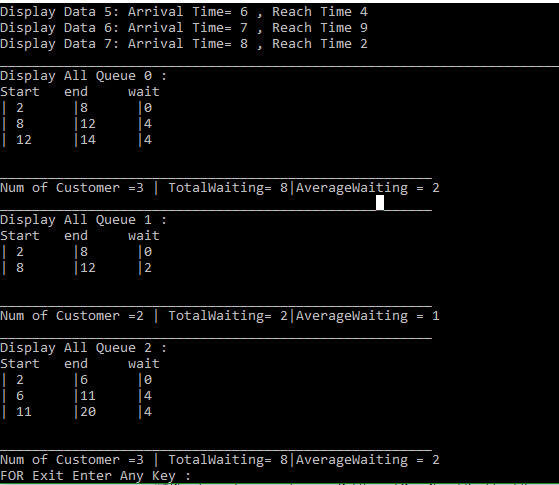 Display Data 5: Arrival Time= 6 , Reach Time 4
Display Data 6: Arrival Time= 7 , Reach Time 9
Display Data 7: Arrival Time= 8 , Reach Time 2
Display All Queue 0 :
Start end wait
| 2 |8 |0
| 8 |12 |4
| 12 |14 |4
Num of Customer =3 | TotalWaiting= 8|AverageWaiting = 2
Display All Queue 1 :
Start end wait
| 2 |8 |0
| 8 |12 |2
Num of Customer =2 | TotalWaiting= 2|AverageWaiting = 1
Display All Queue 2 :
Start end wait
| 2 |6 |0
| 6 |11 |4
| 11 |20 |4
Num of Customer =3 | TotalWaiting= 8|AverageWaiting = 2
FOR Exit Enter Any Key :